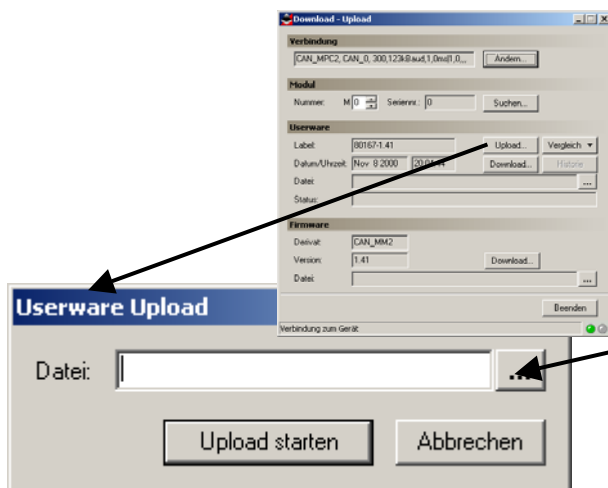 Download - Upload
Verbindung
CAN_MPC2, CAN_0, 300,123kBaud,1,0ms|1,0,,, Ändern...
Modul
Nummer: M 0 Seriennr.: 0 Suchen...
Userware
Label: 80167-1.41 Upload... Vergleich
Datum/Uhrzeit: Nov 8 2000 Download... Historie
Datei: ...
Status:
Firmware
Derivat: CAN_MM2
Version: 1.41 Download...
Datei: ...
Beenden
Verbindung zum Gerät
Userware Upload
Datei: ...
Upload starten Abbrechen